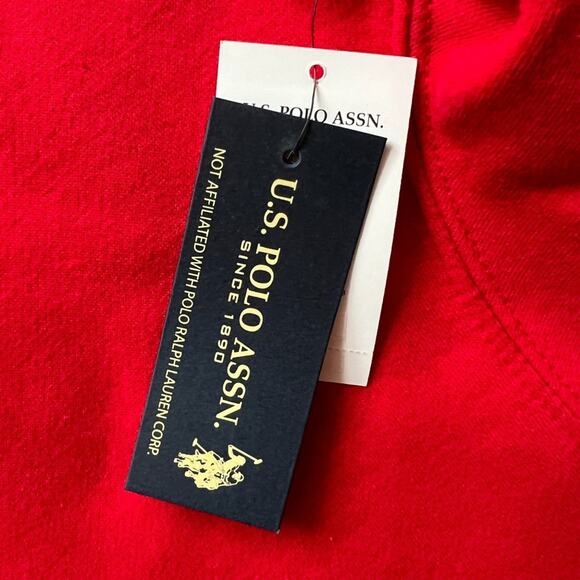 U.S. POLO ASSN.
U.S. POLO ASSN.
SINCE 1890
NOT AFFILIATED WITH POLO RALPH LAUREN CORP.